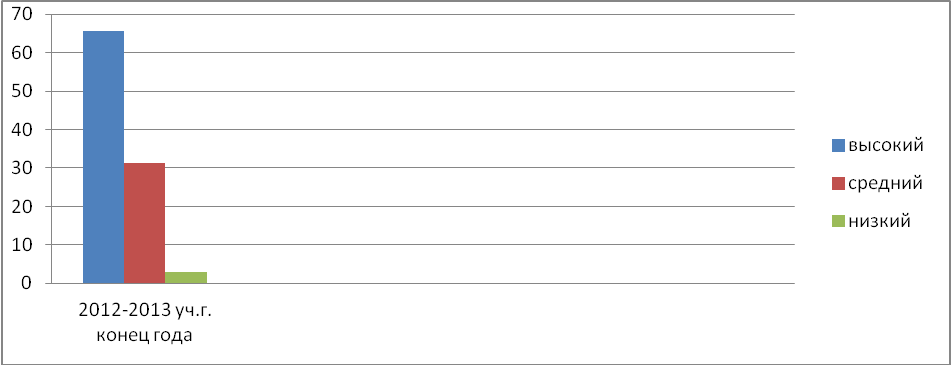 70
60
50
40
30
20
10
0
2012-2013 уч.г.
конец года
высокий
средний
низкий